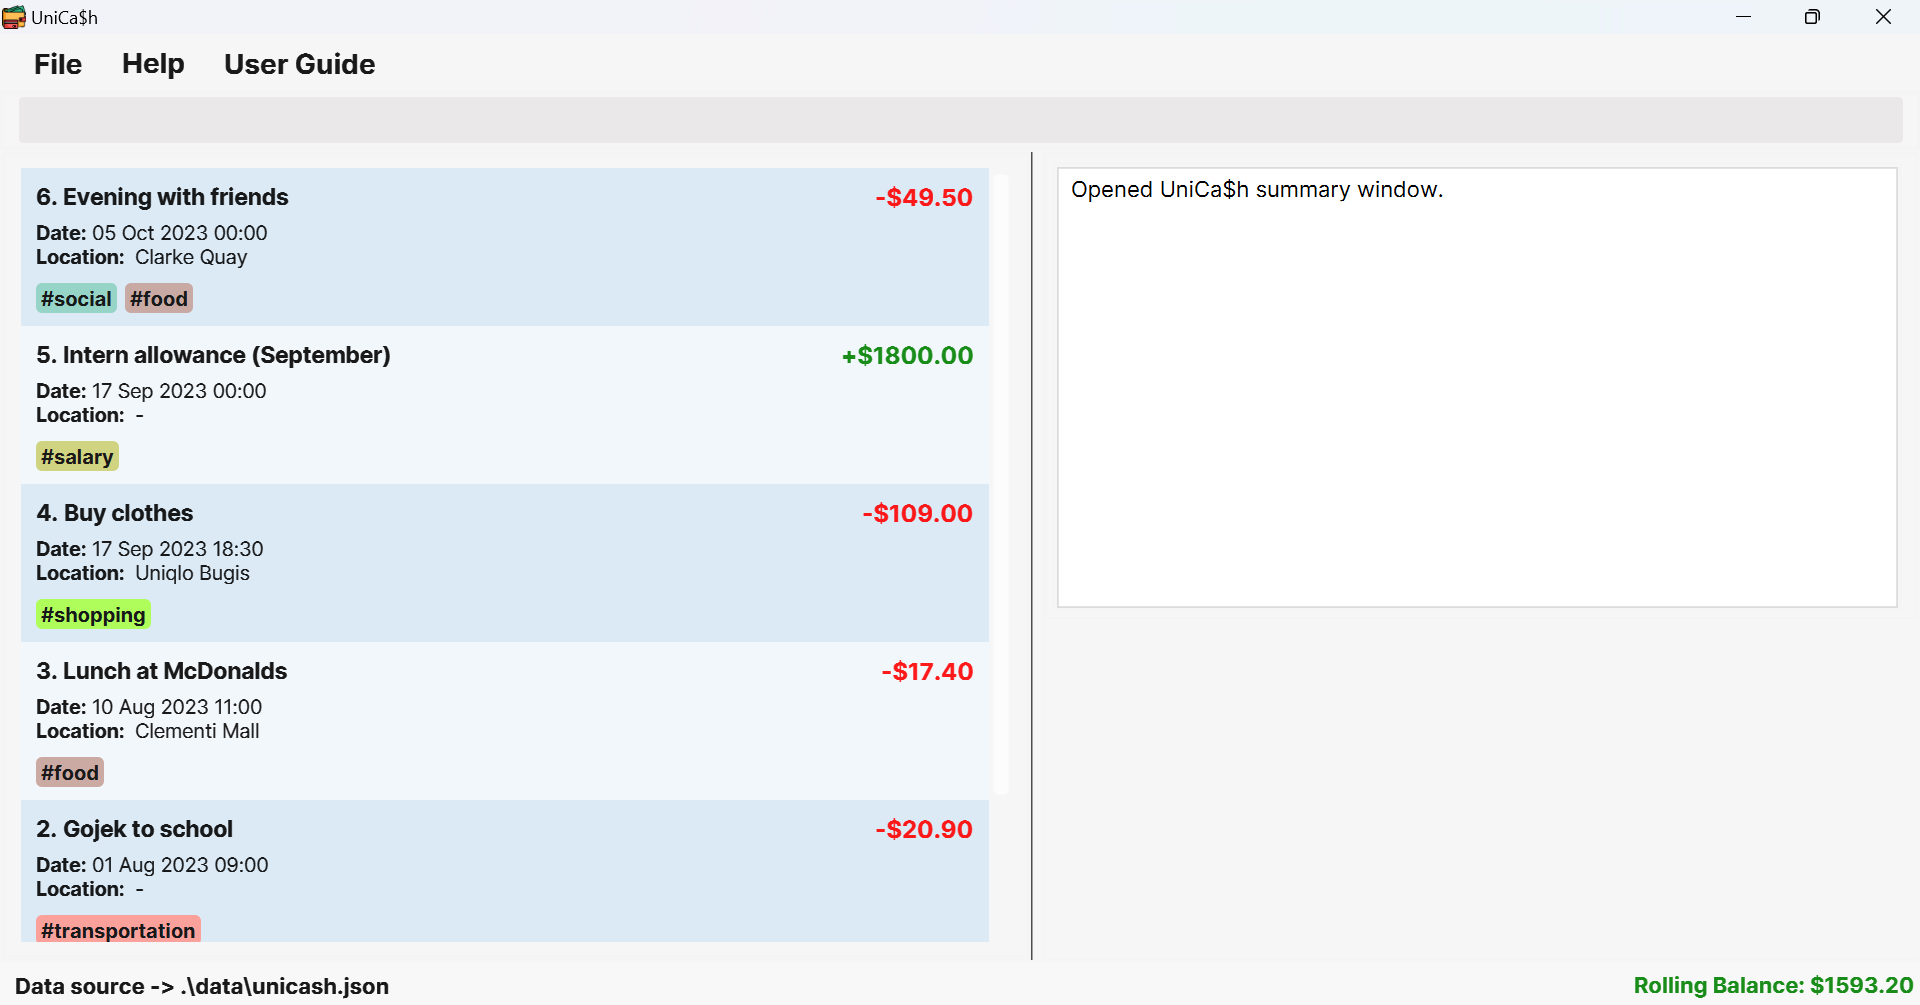 UniCa$h
File Help User Guide
6. Evening with friends -$49.50
Date: 05 Oct 2023 00:00
Location: Clarke Quay
#social #food
5. Intern allowance (September) +$1800.00
Date: 17 Sep 2023 00:00
Location: -
#salary
4. Buy clothes -$109.00
Date: 17 Sep 2023 18:30
Location: Uniqlo Bugis
#shopping
3. Lunch at McDonalds -$17.40
Date: 10 Aug 2023 11:00
Location: Clementi Mall
#food
2. Gojek to school -$20.90
Date: 01 Aug 2023 09:00
Location: -
#transportation
Opened UniCa$h summary window.
Data source -> .\data\unicash.json
Rolling Balance: $1593.20